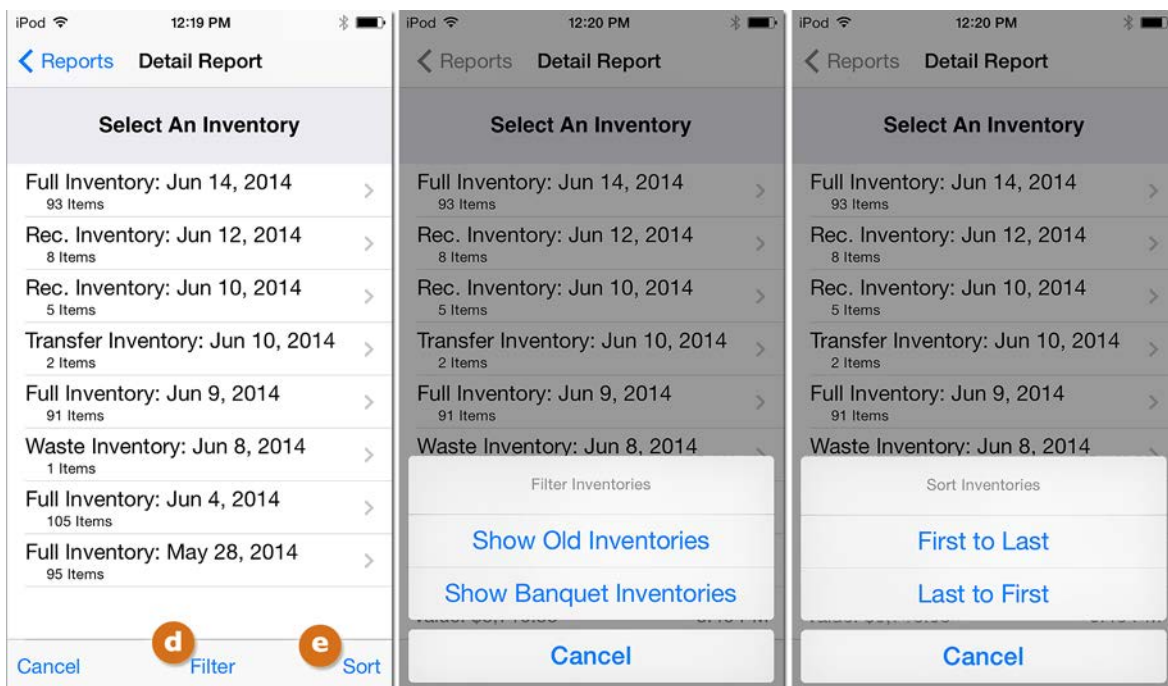 iPod 12:19 PM
Reports Detail Report
Select An Inventory
Full Inventory: Jun 14, 2014
93 Items
Rec. Inventory: Jun 12, 2014
8 Items
Rec. Inventory: Jun 10, 2014
5 Items
Transfer Inventory: Jun 10, 2014
2 Items
Full Inventory: Jun 9, 2014
91 Items
Waste Inventory: Jun 8, 2014
1 Items
Full Inventory: Jun 4, 2014
105 Items
Full Inventory: May 28, 2014
95 Items
d e
Cancel Filter Sort
iPod 12:20 PM
Reports Detail Report
Select An Inventory
Full Inventory: Jun 14, 2014
93 Items
Rec. Inventory: Jun 12, 2014
8 Items
Rec. Inventory: Jun 10, 2014
5 Items
Transfer Inventory: Jun 10, 2014
2 Items
Full Inventory: Jun 9, 2014
91 Items
Waste Inventory: Jun 8, 2014
Filter Inventories
Show Old Inventories
Show Banquet Inventories
Cancel
iPod 12:20 PM
Reports Detail Report
Select An Inventory
Full Inventory: Jun 14, 2014
93 Items
Rec. Inventory: Jun 12, 2014
8 Items
Rec. Inventory: Jun 10, 2014
5 Items
Transfer Inventory: Jun 10, 2014
2 Items
Full Inventory: Jun 9, 2014
91 Items
Waste Inventory: Jun 8, 2014
Sort Inventories
First to Last
Last to First
Cancel